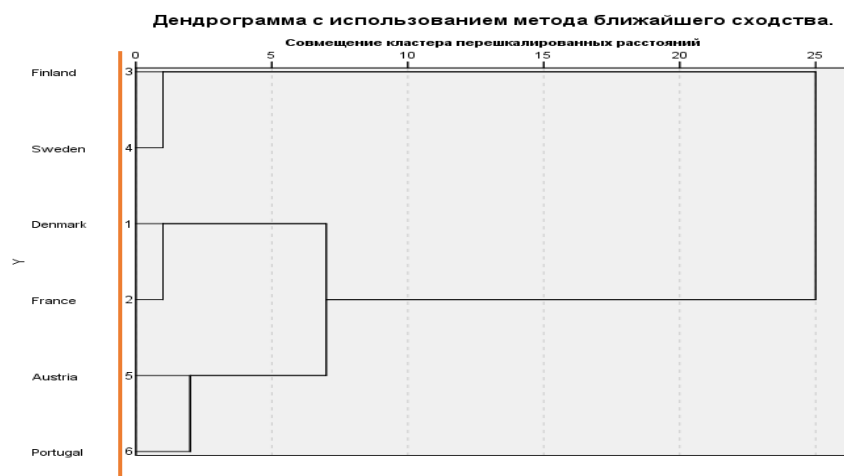 Дендрограмма с использованием метода ближайшего сходства.
Совмещение кластера перешкалированных расстояний
0 5 10 15 20 25
Finland 3
Sweden 4
Denmark 1
Y
France 2
Austria 5
Portugal 6